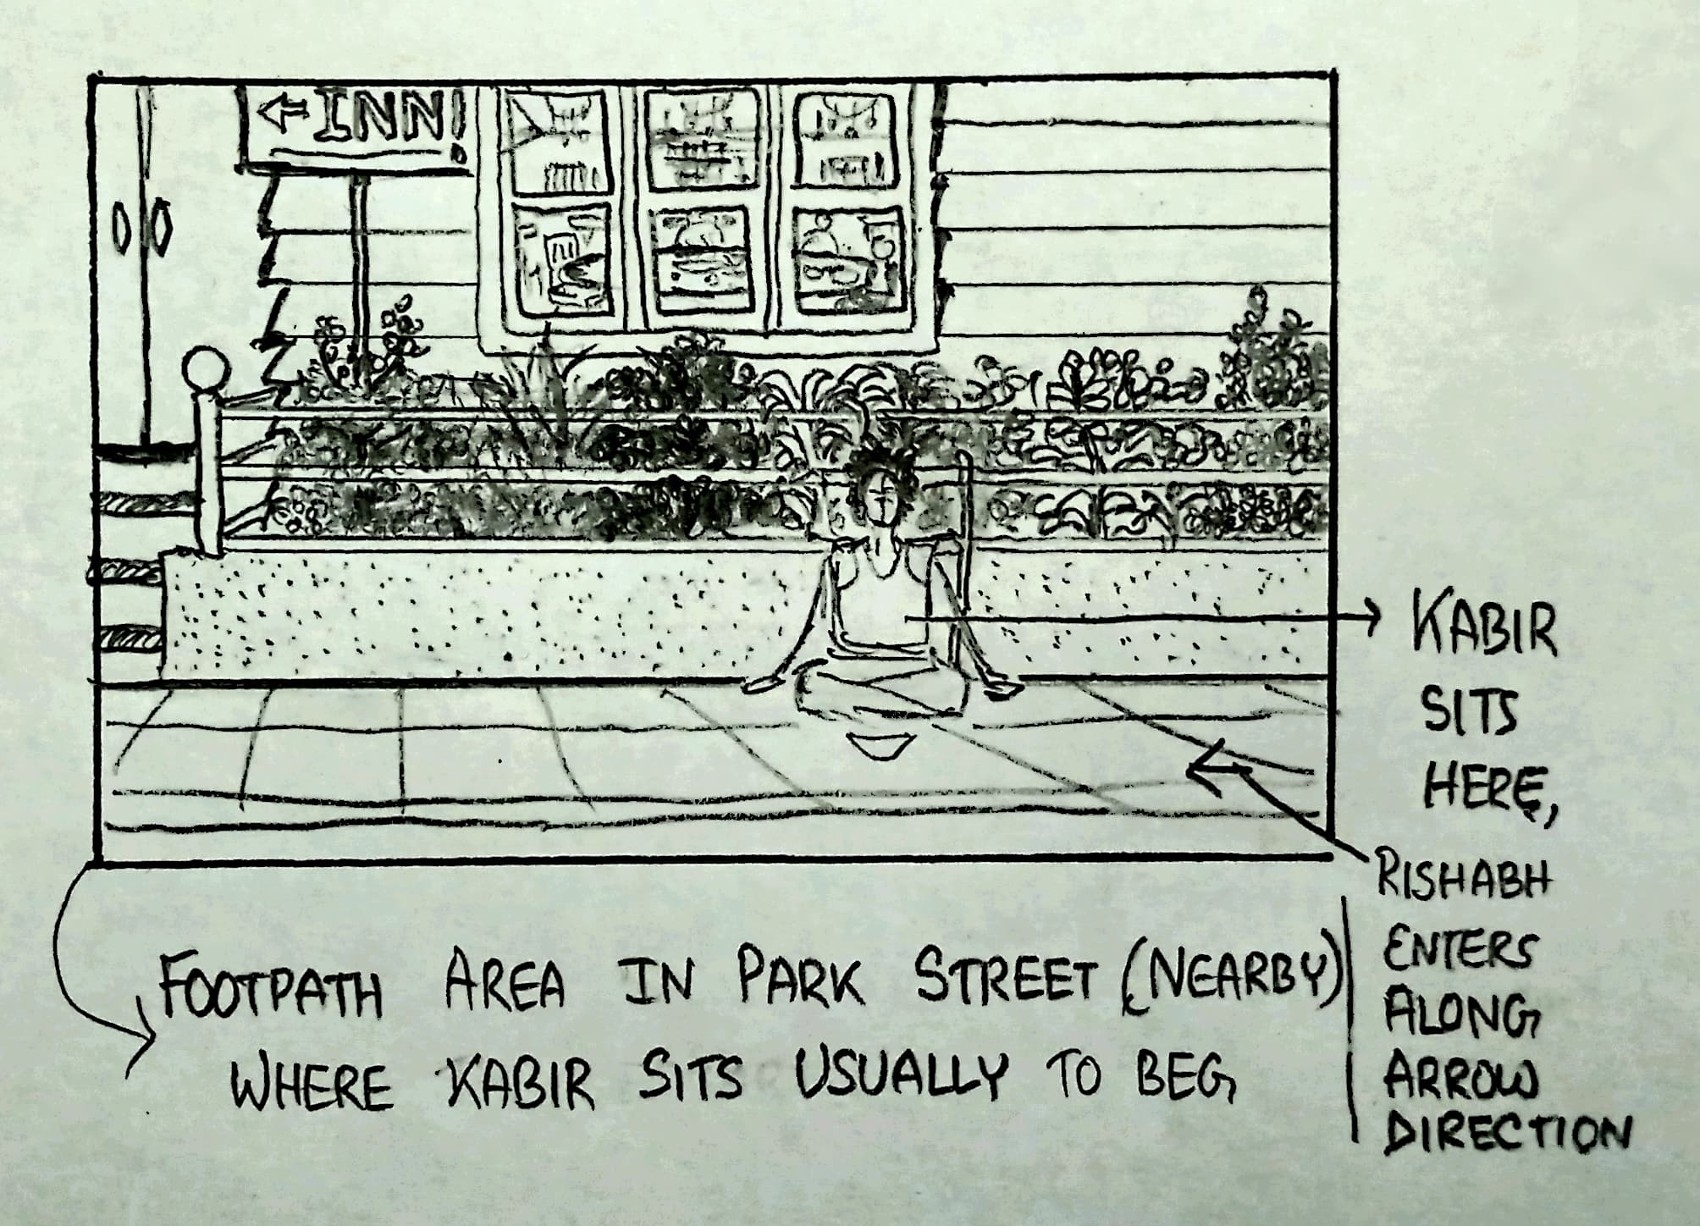 ←INN!
KABIR
SITS
HERE,
RISHABH
ENTERS
ALONG
ARROW
DIRECTION
FOOTPATH AREA IN PARK STREET (NEARBY)
WHERE KABIR SITS USUALLY TO BEG